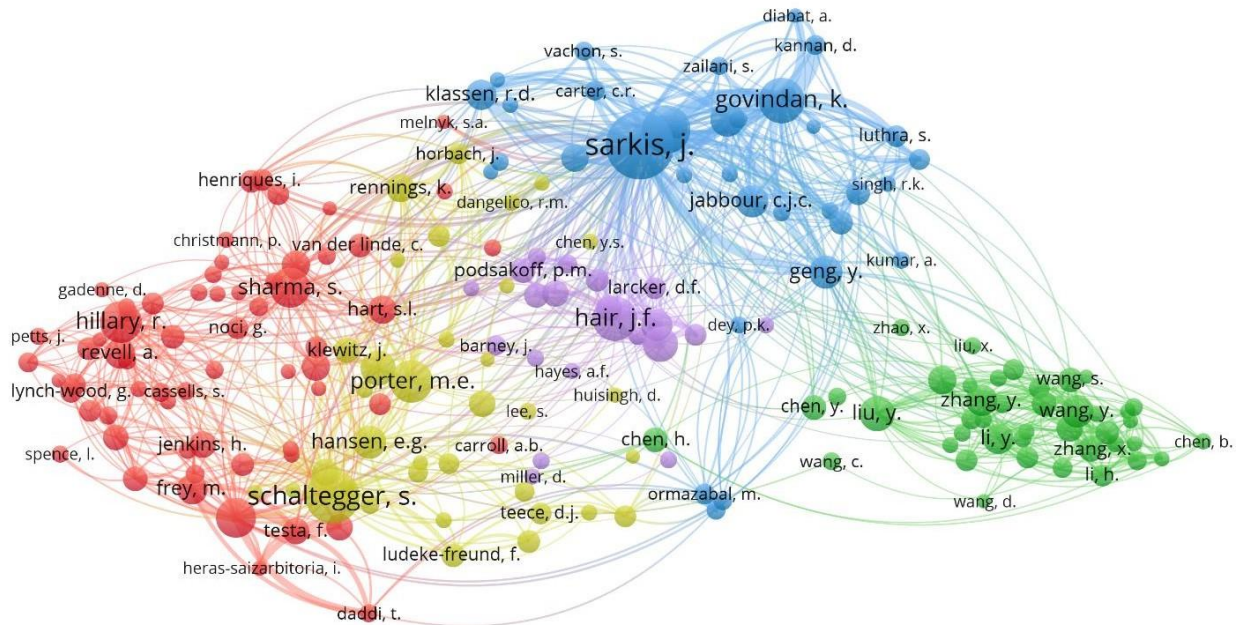 diabat, a.
kannan, d.
vachon, s.
zailani, s.
klassen, r.d.
carter, c.r.
govindan, k.
melnyk, s.a.
sarkis, j.
luthra, s.
horbach, j.
henriques, i.
rennings, k.
singh, r.k.
dangelico, r.m.
jabbour, c.j.c.
christmann, p.
van der linde, c.
chen, y.s.
kumar, a.
podsakoff, p.m.
geng, y.
gadenne, d.
sharma, s.
larcker, d.f.
hillary, r.
noci, g.
hart, s.l.
hair, j.f.
dey, p.k.
zhao, x.
petts, j.
revell, a.
klewitz, j.
barney, j.
liu, x.
lynch-wood, g.
cassells, s.
porter, m.e.
hayes, a.f.
huisingh, d.
wang, s.
zhang, y.
lee, s.
chen, y.
liu, y.
wang, y.
jenkins, h.
hansen, e.g.
carroll, a.b.
chen, h.
li, y.
zhang, x.
chen, b.
spence, l.
wang, c.
li, h.
frey, m.
schaltegger, s.
miller, d.
ormazabal, m.
wang, d.
testa, f.
teece, d.j.
ludeke-freund, f.
heras-saizarbitoria, i.
daddi, t.